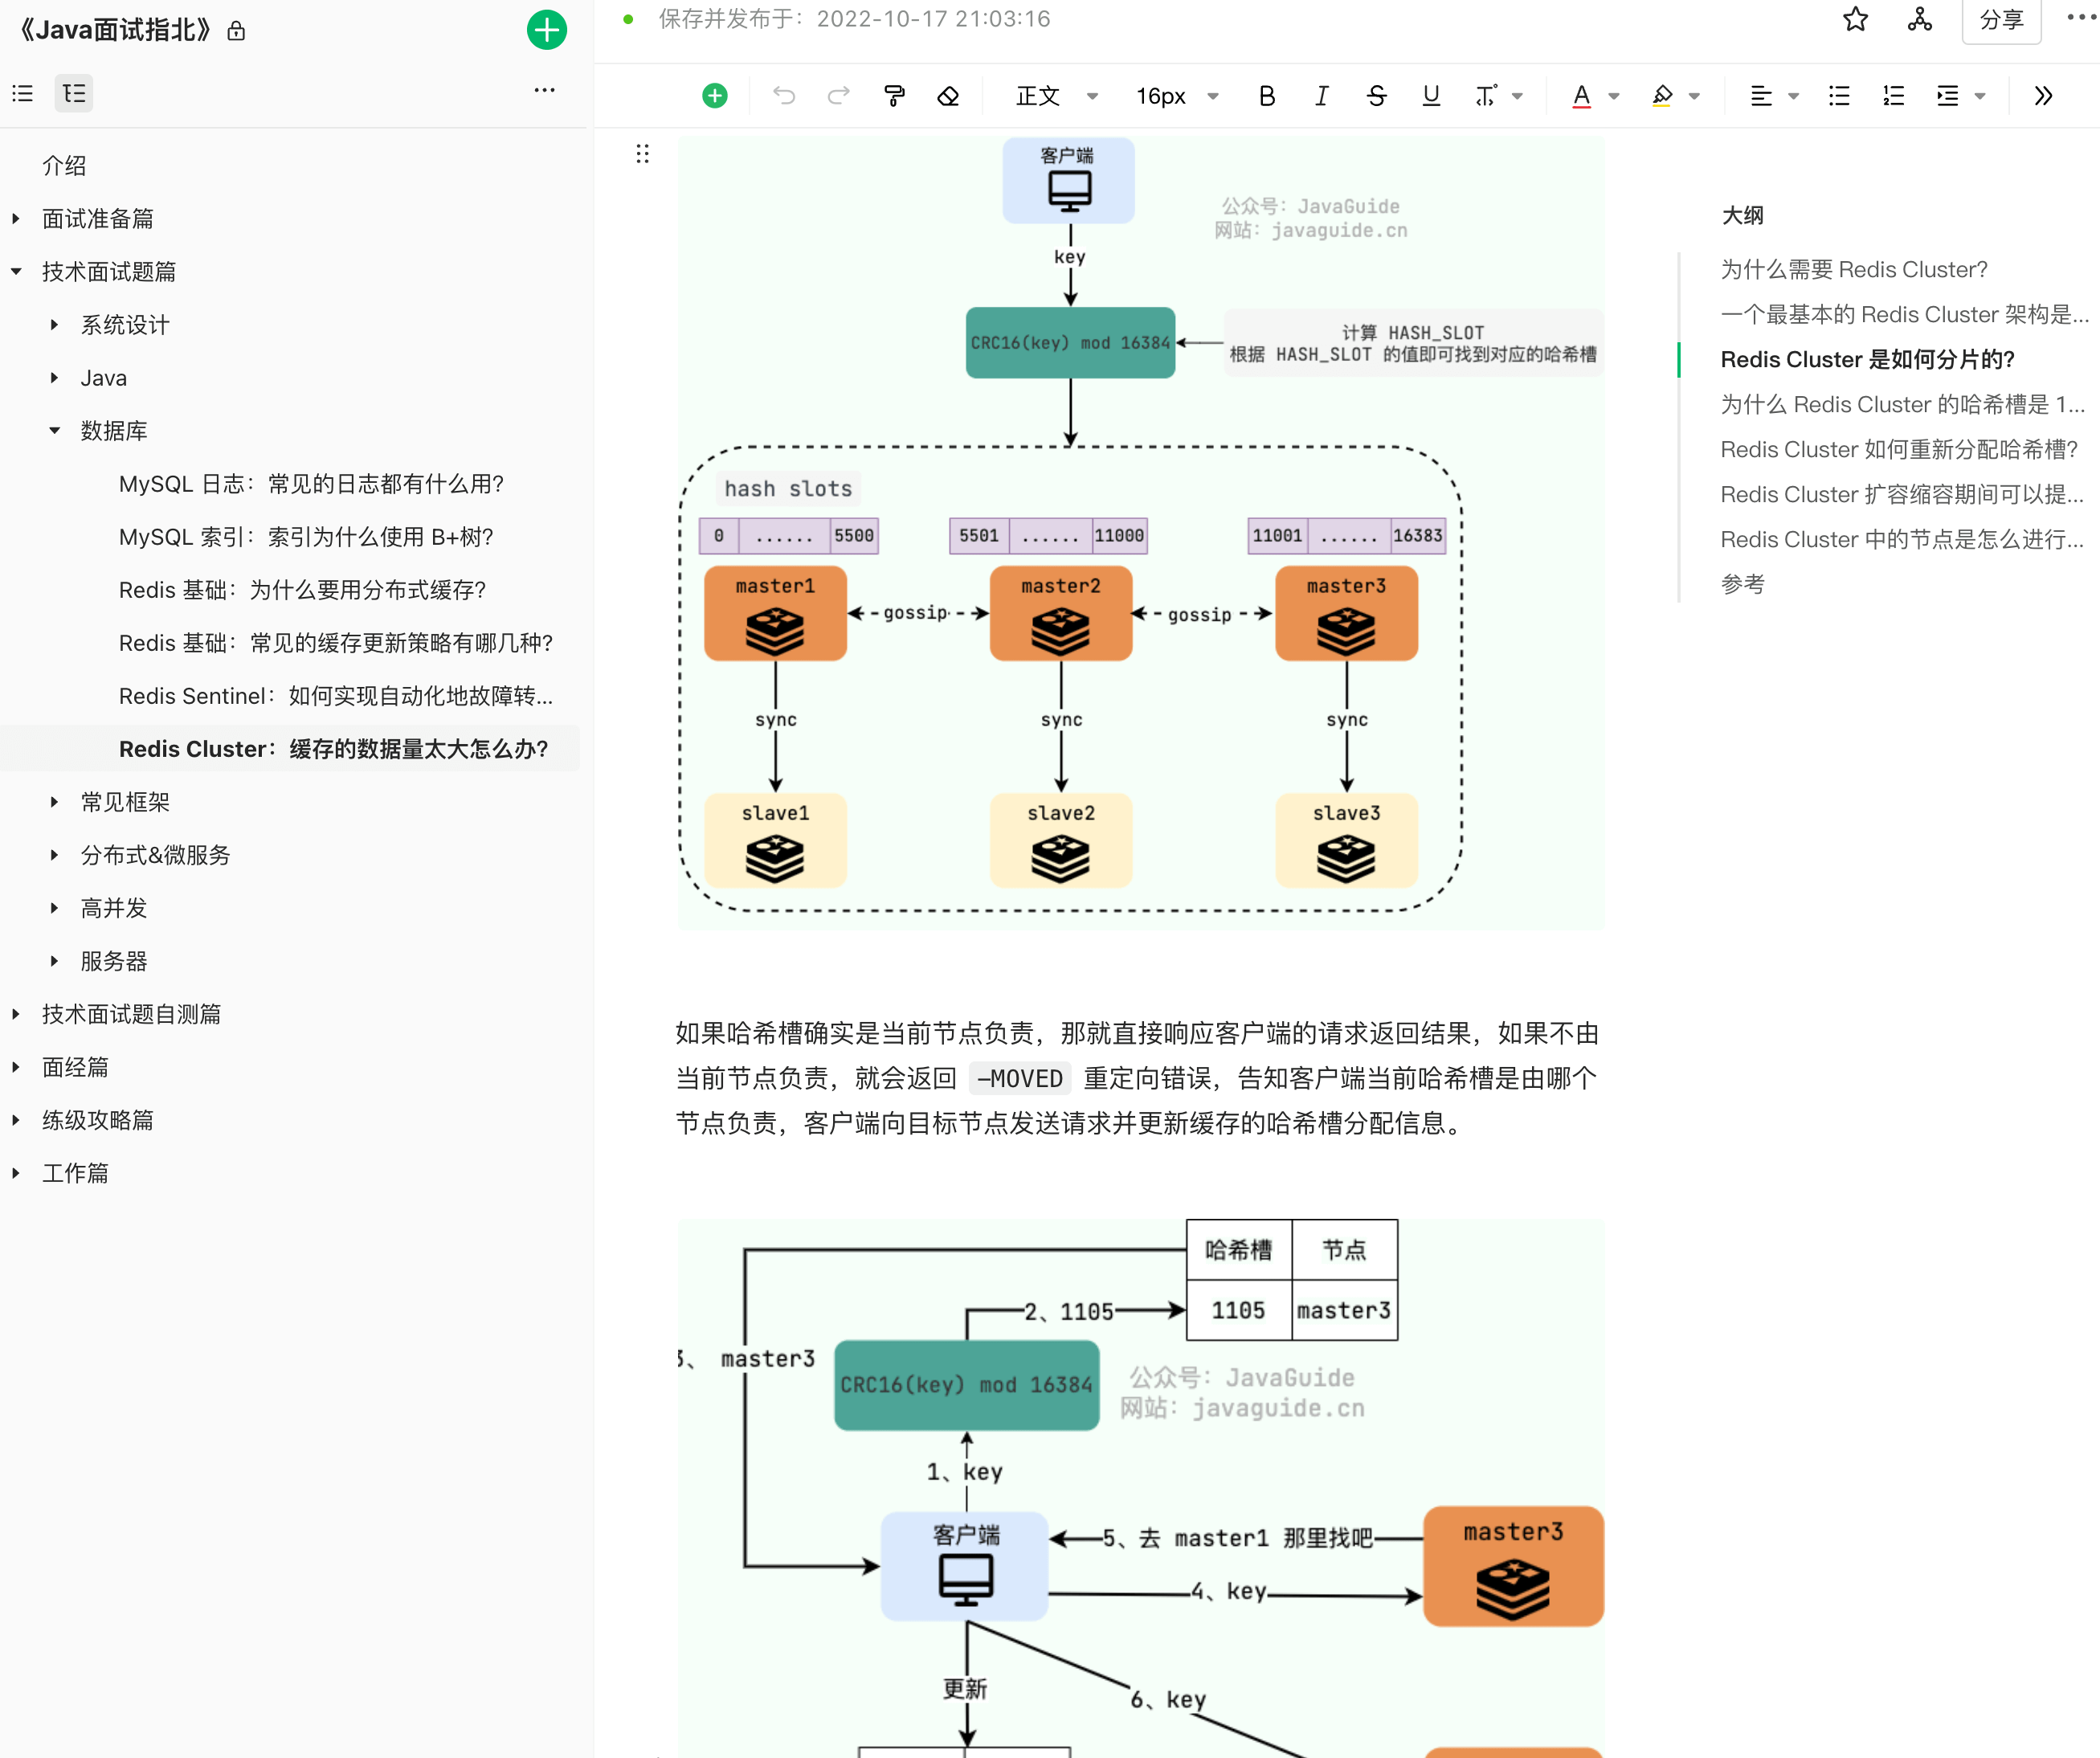 《Java面试指北》
介绍
面试准备篇
技术面试题篇
系统设计
Java
数据库
MySQL 日志：常见的日志都有什么用？
MySQL 索引：索引为什么使用 B+树？
Redis 基础：为什么要用分布式缓存？
Redis 基础：常见的缓存更新策略有哪几种？
Redis Sentinel：如何实现自动化地故障转...
Redis Cluster：缓存的数据量太大怎么办？
常见框架
分布式&微服务
高并发
服务器
技术面试题自测篇
面经篇
练级攻略篇
工作篇
保存并发布于：2022-10-17 21:03:16
分享
正文
16px
客户端
公众号：JavaGuide
网站：javaguide.cn
key
CRC16(key) mod 16384
计算 HASH_SLOT
根据 HASH_SLOT 的值即可找到对应的哈希槽
hash slots
0 ...... 5500
5501 ...... 11000
11001 ...... 16383
master1
gossip
master2
gossip
master3
sync
sync
sync
slave1
slave2
slave3
如果哈希槽确实是当前节点负责，那就直接响应客户端的请求返回结果，如果不由
当前节点负责，就会返回 -MOVED 重定向错误，告知客户端当前哈希槽是由哪个
节点负责，客户端向目标节点发送请求并更新缓存的哈希槽分配信息。
哈希槽 节点
1105 master3
2、1105
3、 master3
CRC16(key) mod 16384
公众号：JavaGuide
网站：javaguide.cn
1、key
客户端
5、去 master1 那里找吧
master3
4、key
更新
6、key
大纲
为什么需要 Redis Cluster?
一个最基本的 Redis Cluster 架构是...
Redis Cluster 是如何分片的?
为什么 Redis Cluster 的哈希槽是 1...
Redis Cluster 如何重新分配哈希槽?
Redis Cluster 扩容缩容期间可以提...
Redis Cluster 中的节点是怎么进行...
参考